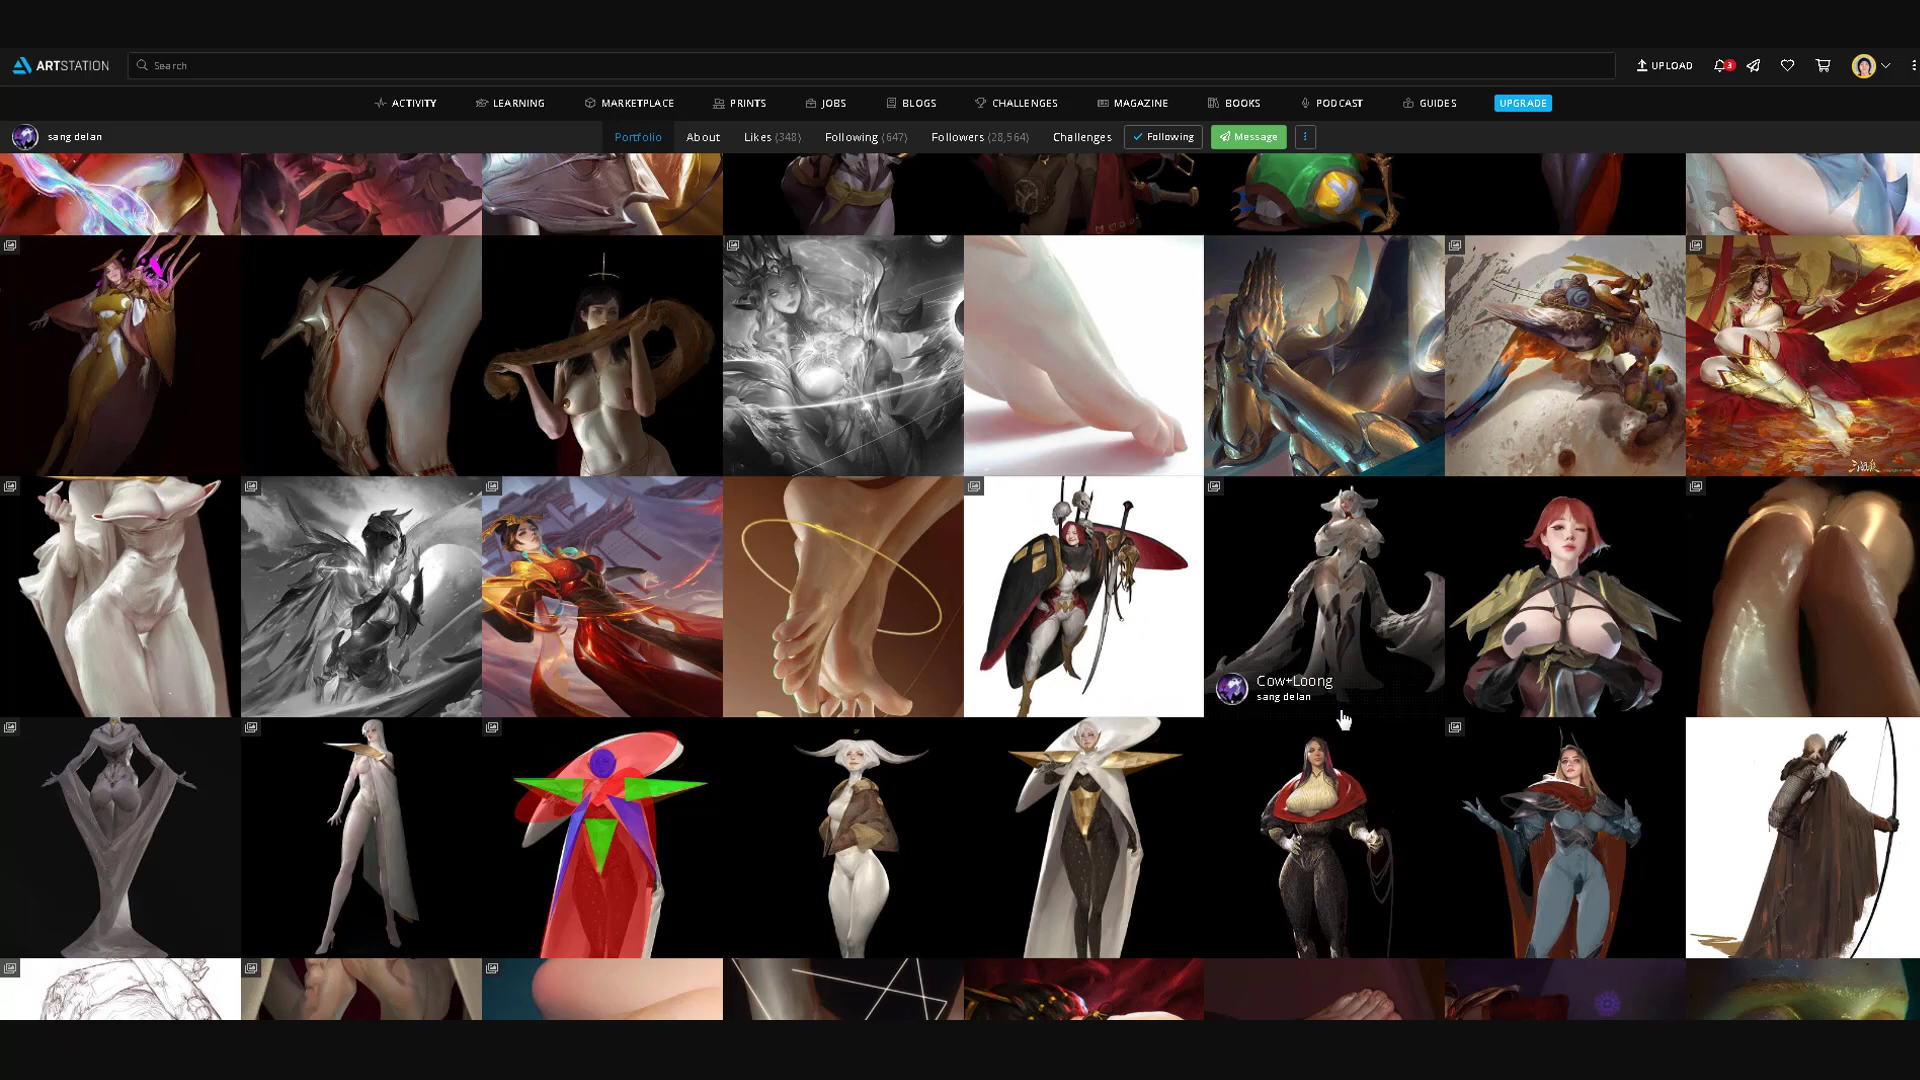 ARTSTATION
Search
UPLOAD
3
ACTIVITY
LEARNING
MARKETPLACE
PRINTS
JOBS
BLOGS
CHALLENGES
MAGAZINE
BOOKS
PODCAST
GUIDES
UPGRADE
sang delan
Portfolio
About
Likes (348)
Following (647)
Followers (28,564)
Challenges
Following
Message
Cow+Loong
sang delan